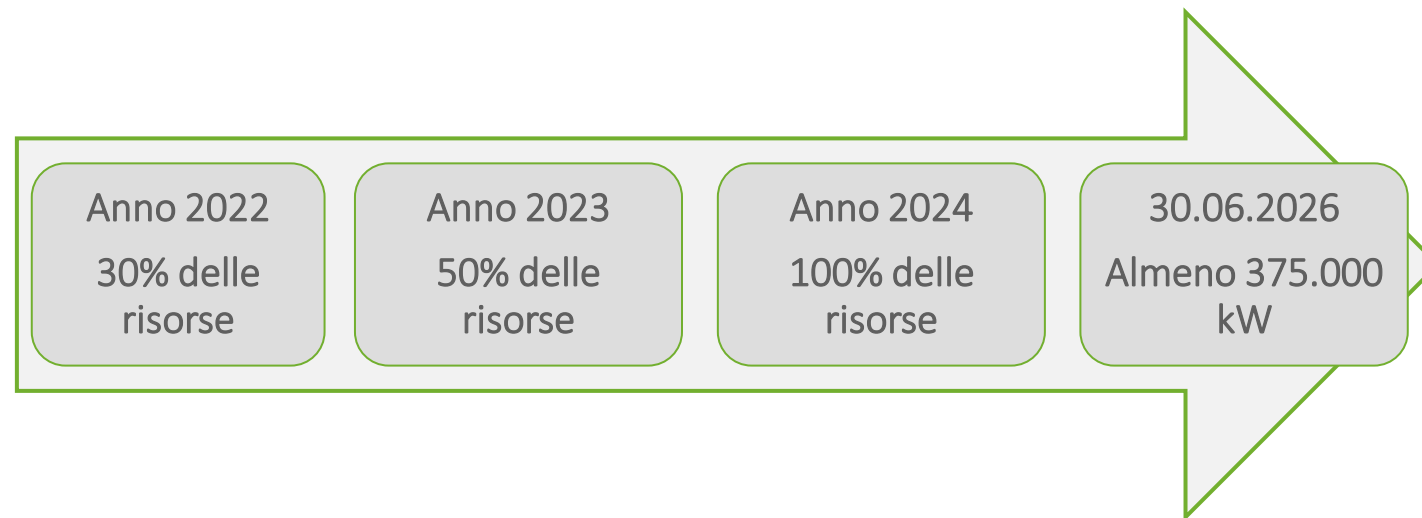 Anno 2022
30% delle
risorse
Anno 2023
50% delle
risorse
Anno 2024
100% delle
risorse
30.06.2026
Almeno 375.000
kW